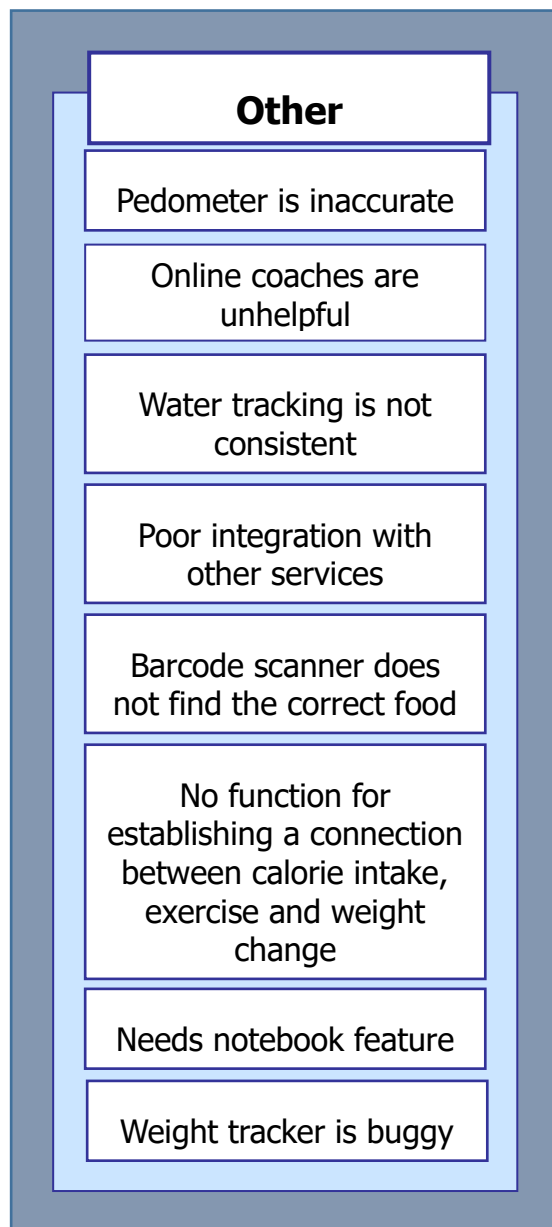 Other
Pedometer is inaccurate
Online coaches are
unhelpful
Water tracking is not
consistent
Poor integration with
other services
Barcode scanner does
not find the correct food
No function for
establishing a connection
between calorie intake,
exercise and weight
change
Needs notebook feature
Weight tracker is buggy